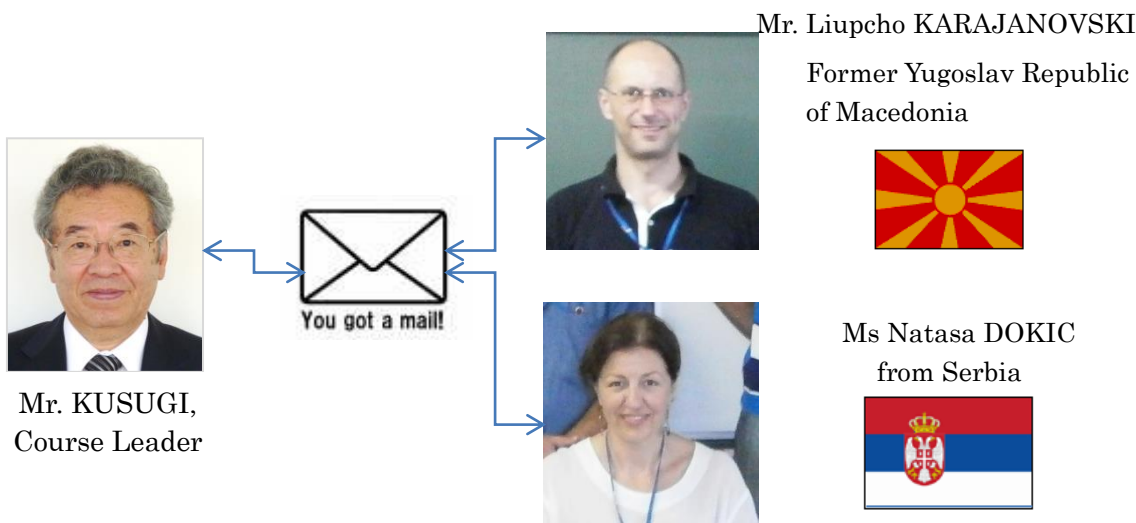 Mr. Liupcho KARAJANOVSKI
Former Yugoslav Republic
of Macedonia
You got a mail!
Mr. KUSUGI,
Course Leader
Ms Natasa DOKIC
from Serbia